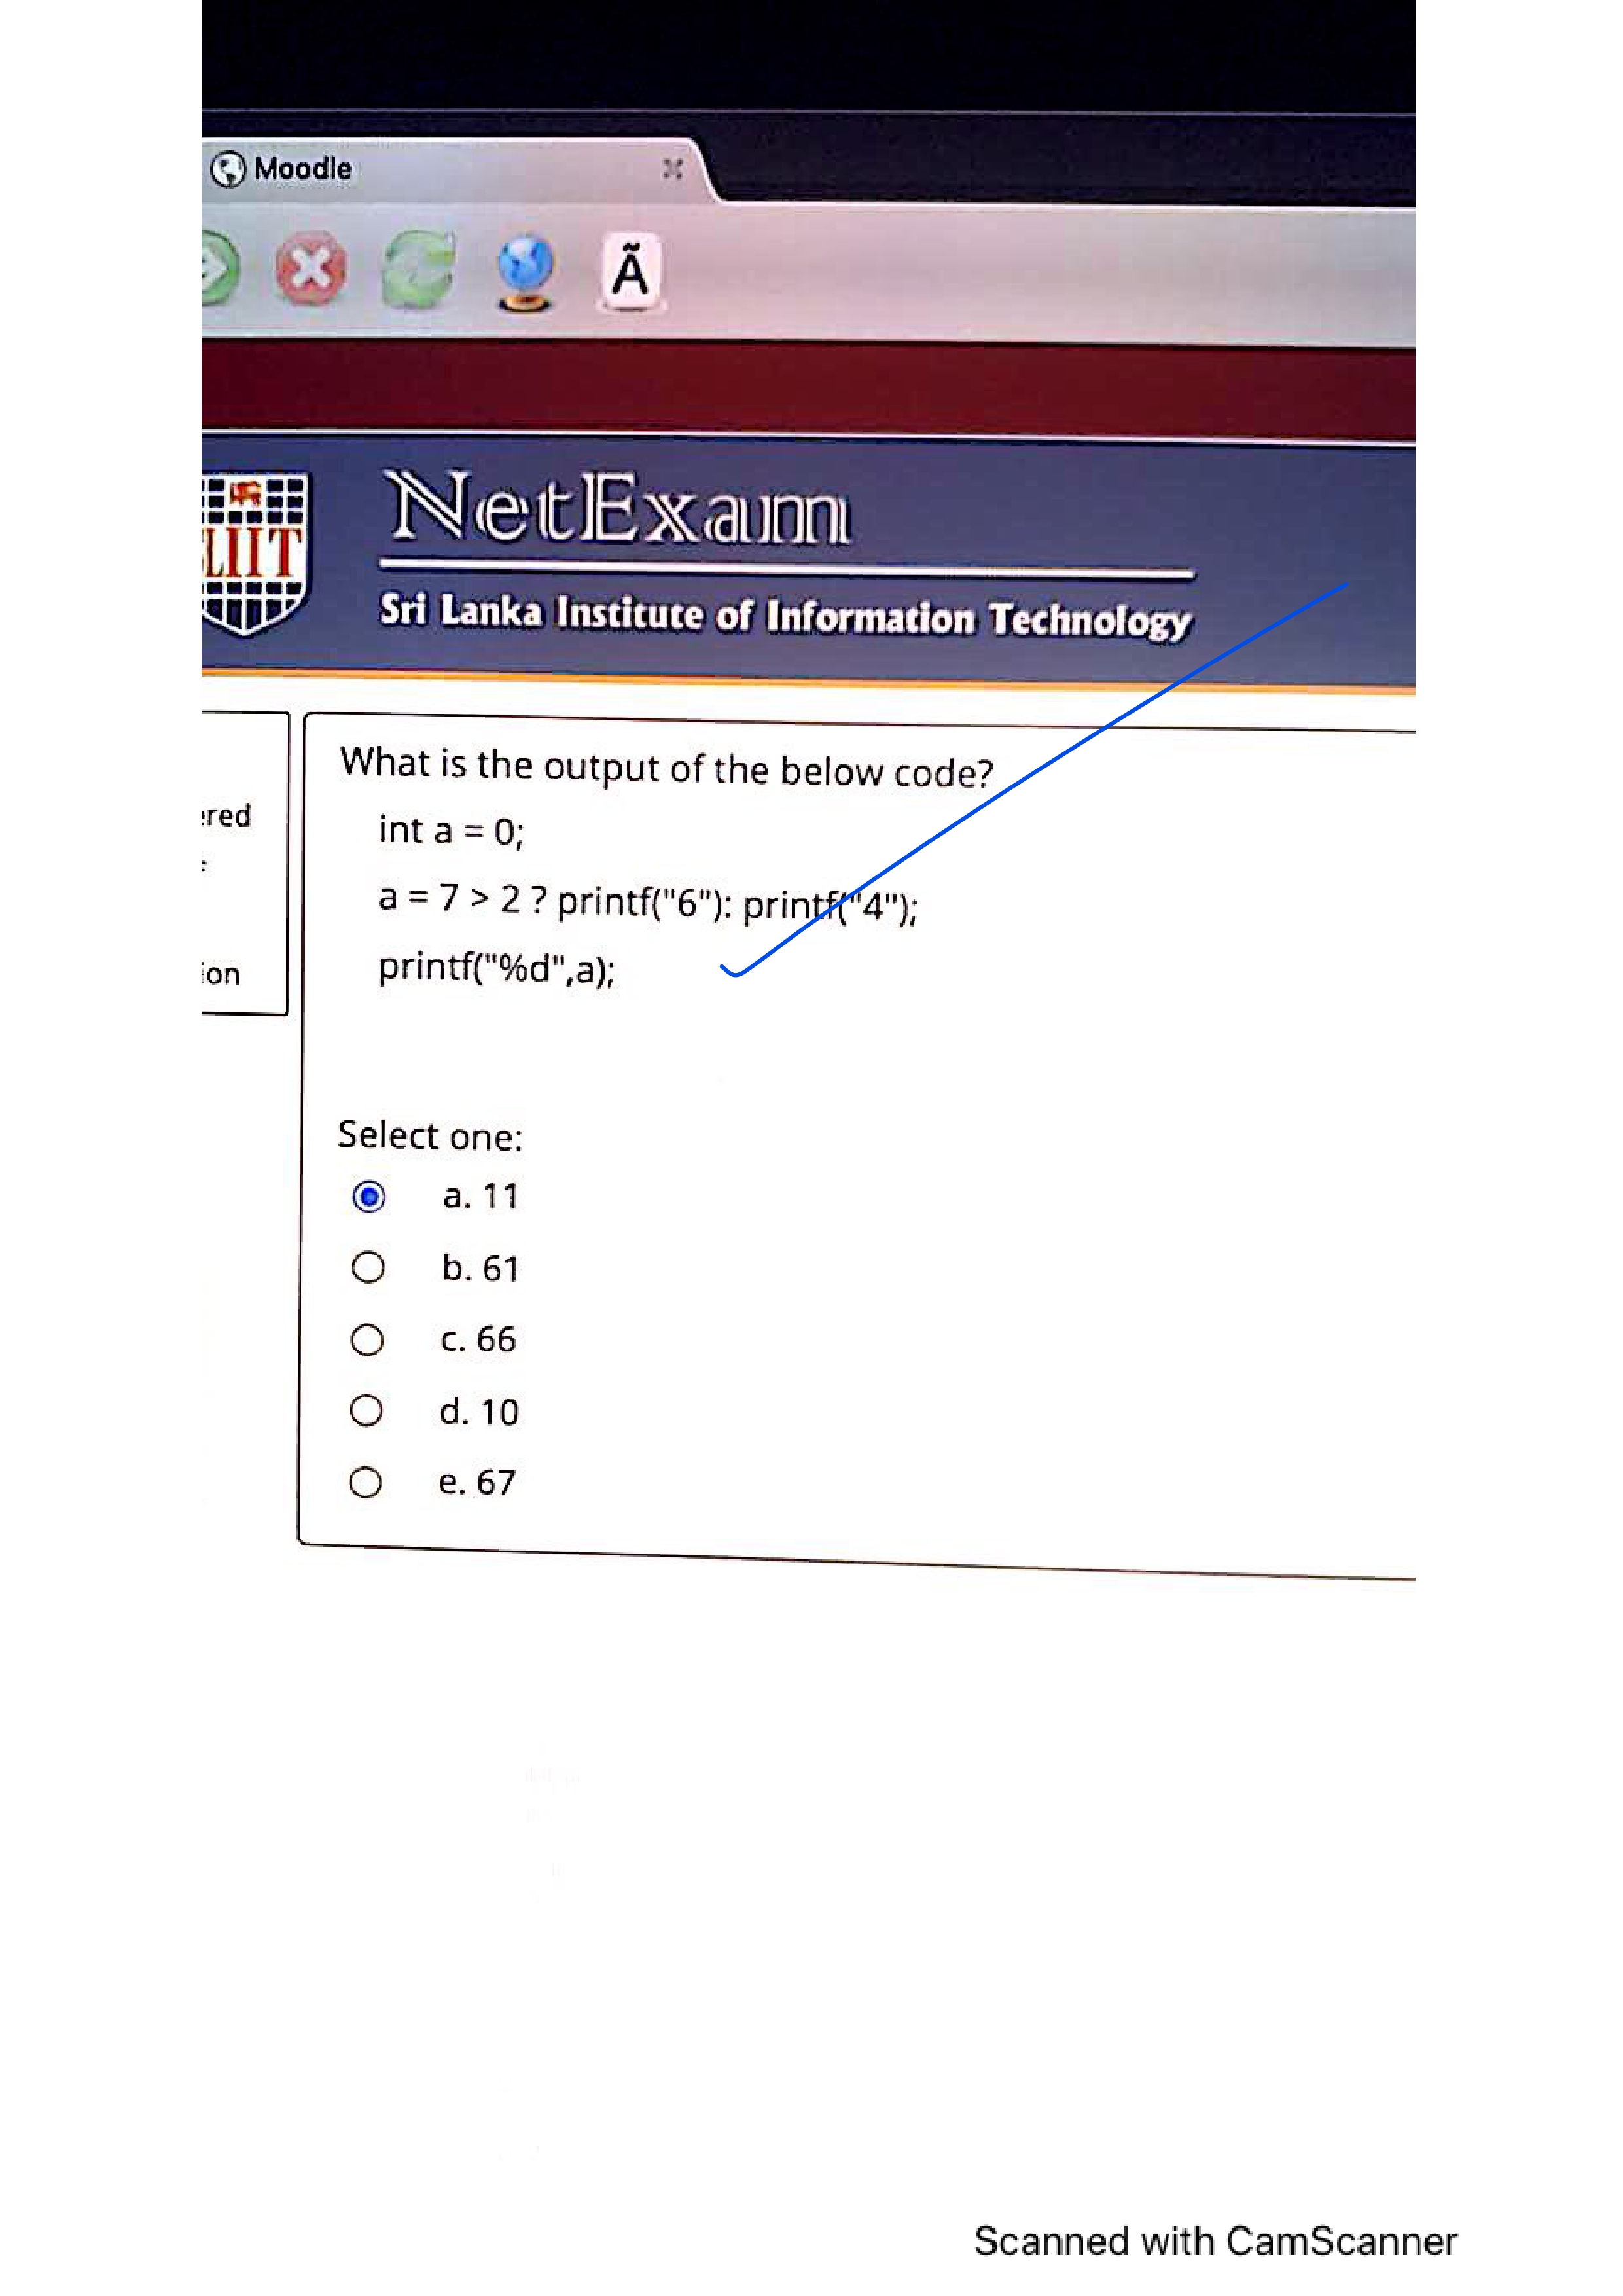 Moodle
Ã
NetExam
LIIT
Sri Lanka Institute of Information Technology
What is the output of the below code?
ered
int a = 0;
a = 7 > 2 ? printf("6"): printf("4");
ion
printf("%d",a);
Select one:
a. 11
b. 61
c. 66
d. 10
e. 67
Scanned with CamScanner